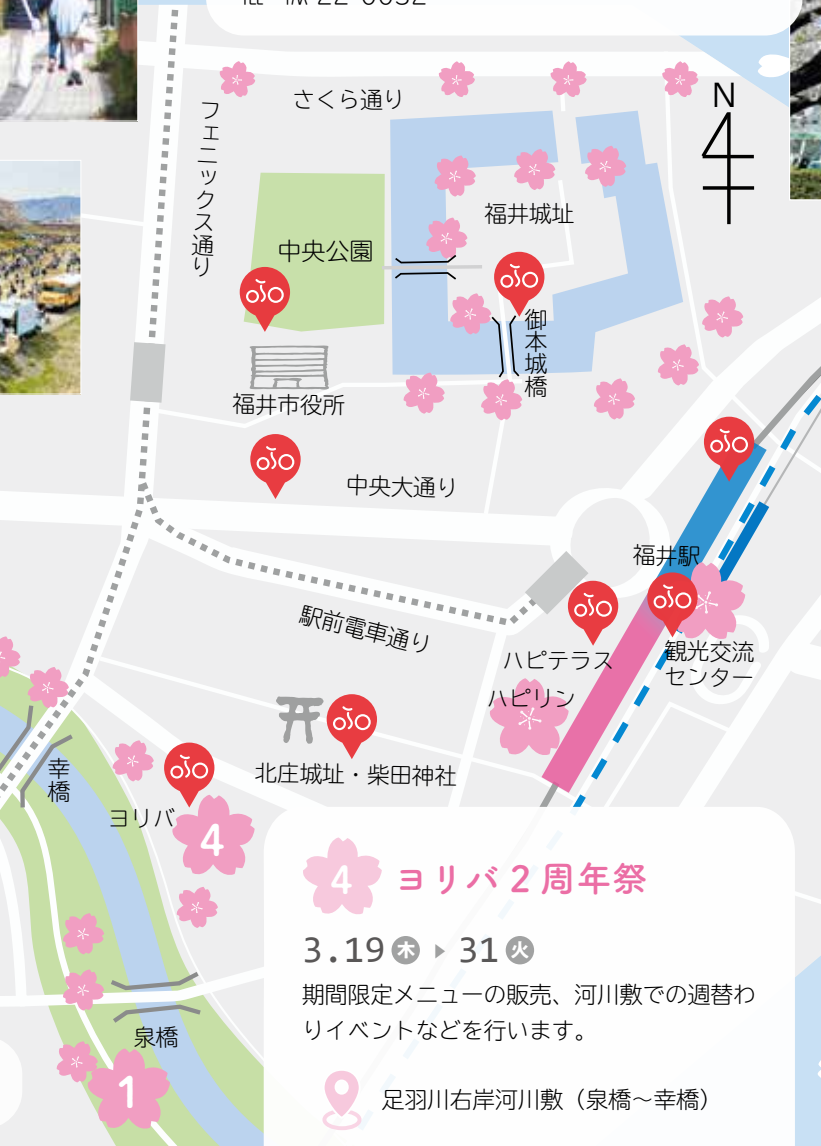 さくら通り
N
フェニックス通り
福井城址
中央公園
御本城橋
福井市役所
中央大通り
福井駅
駅前電車通り
観光交流
センター
ハピテラス
ハピリン
北庄城址・柴田神社
幸橋
ヨリバ
4
泉橋
1
4 ヨリバ2周年祭
3.19木▶31火
期間限定メニューの販売、河川敷での週替わ
りイベントなどを行います。
足羽川右岸河川敷（泉橋～幸橋）